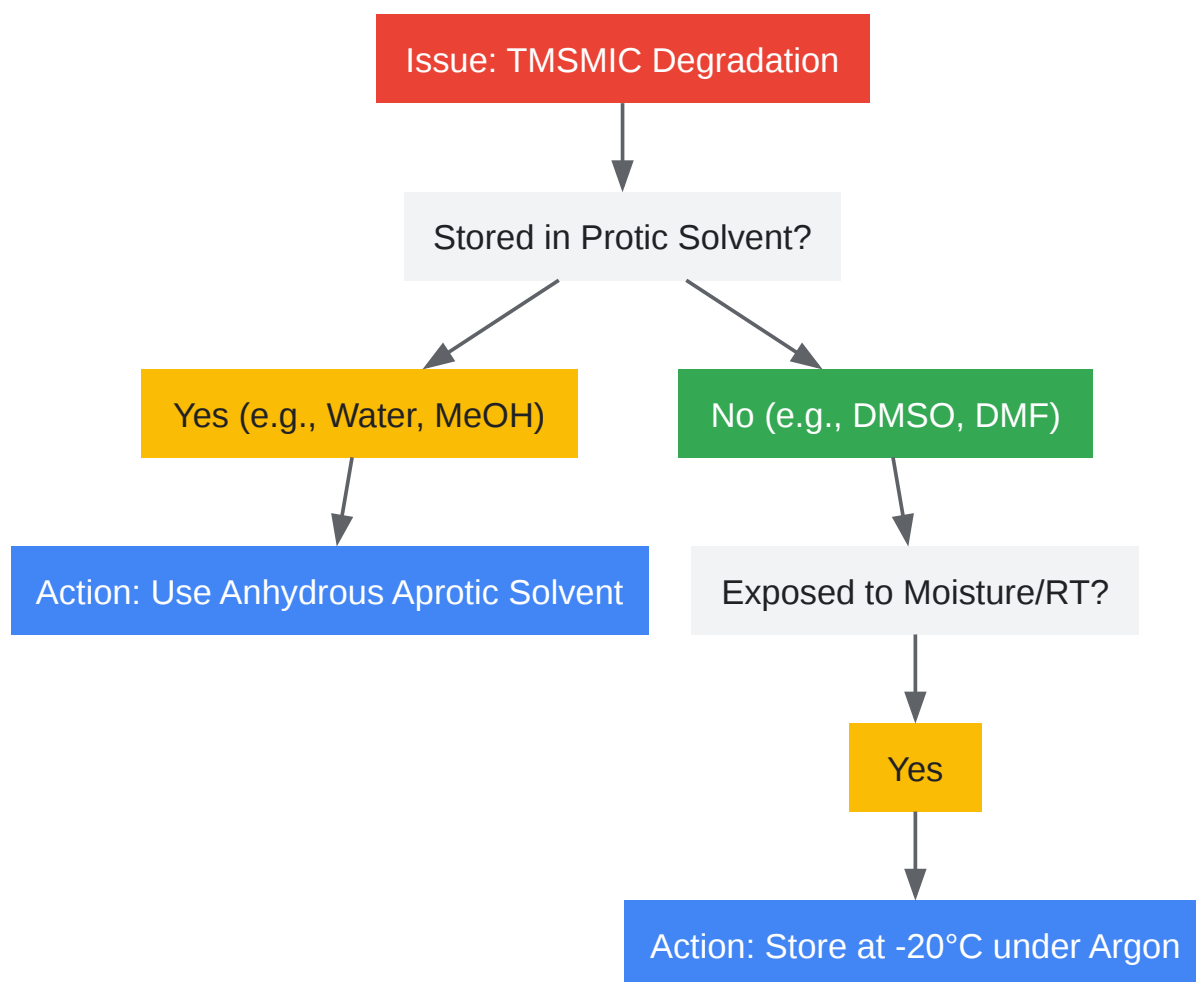 Issue: TMSMIC Degradation
Stored in Protic Solvent?
Yes (e.g., Water, MeOH)
No (e.g., DMSO, DMF)
Action: Use Anhydrous Aprotic Solvent
Exposed to Moisture/RT?
Yes
Action: Store at -20°C under Argon